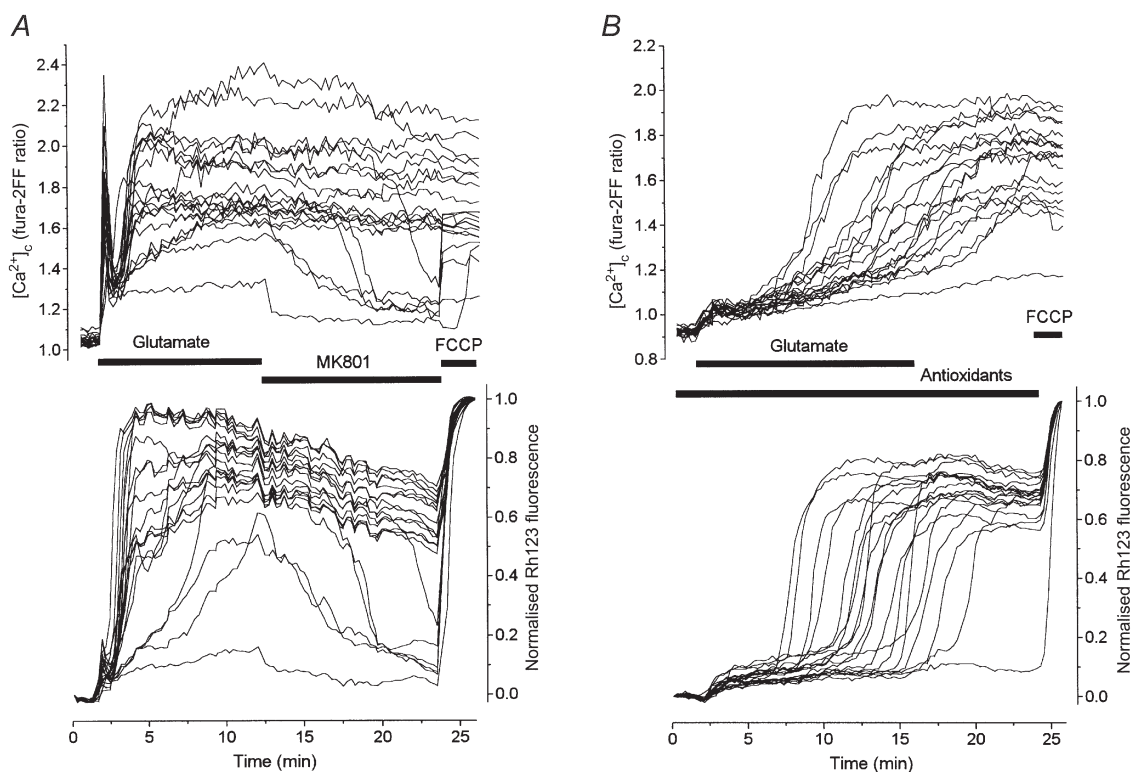 A
[Ca2+]c (fura-2FF ratio)
2.4
2.2
2.0
1.8
1.6
1.4
1.2
1.0
Glutamate
MK801
FCCP
1.0
0.8
0.6
0.4
0.2
0.0
Normalised Rh123 fluorescence
0 5 10 15 20 25
Time (min)
B
[Ca2+]c (fura-2FF ratio)
2.2
2.0
1.8
1.6
1.4
1.2
1.0
0.8
FCCP
Glutamate
Antioxidants
1.0
0.8
0.6
0.4
0.2
0.0
Normalised Rh123 fluorescence
0 5 10 15 20 25
Time (min)